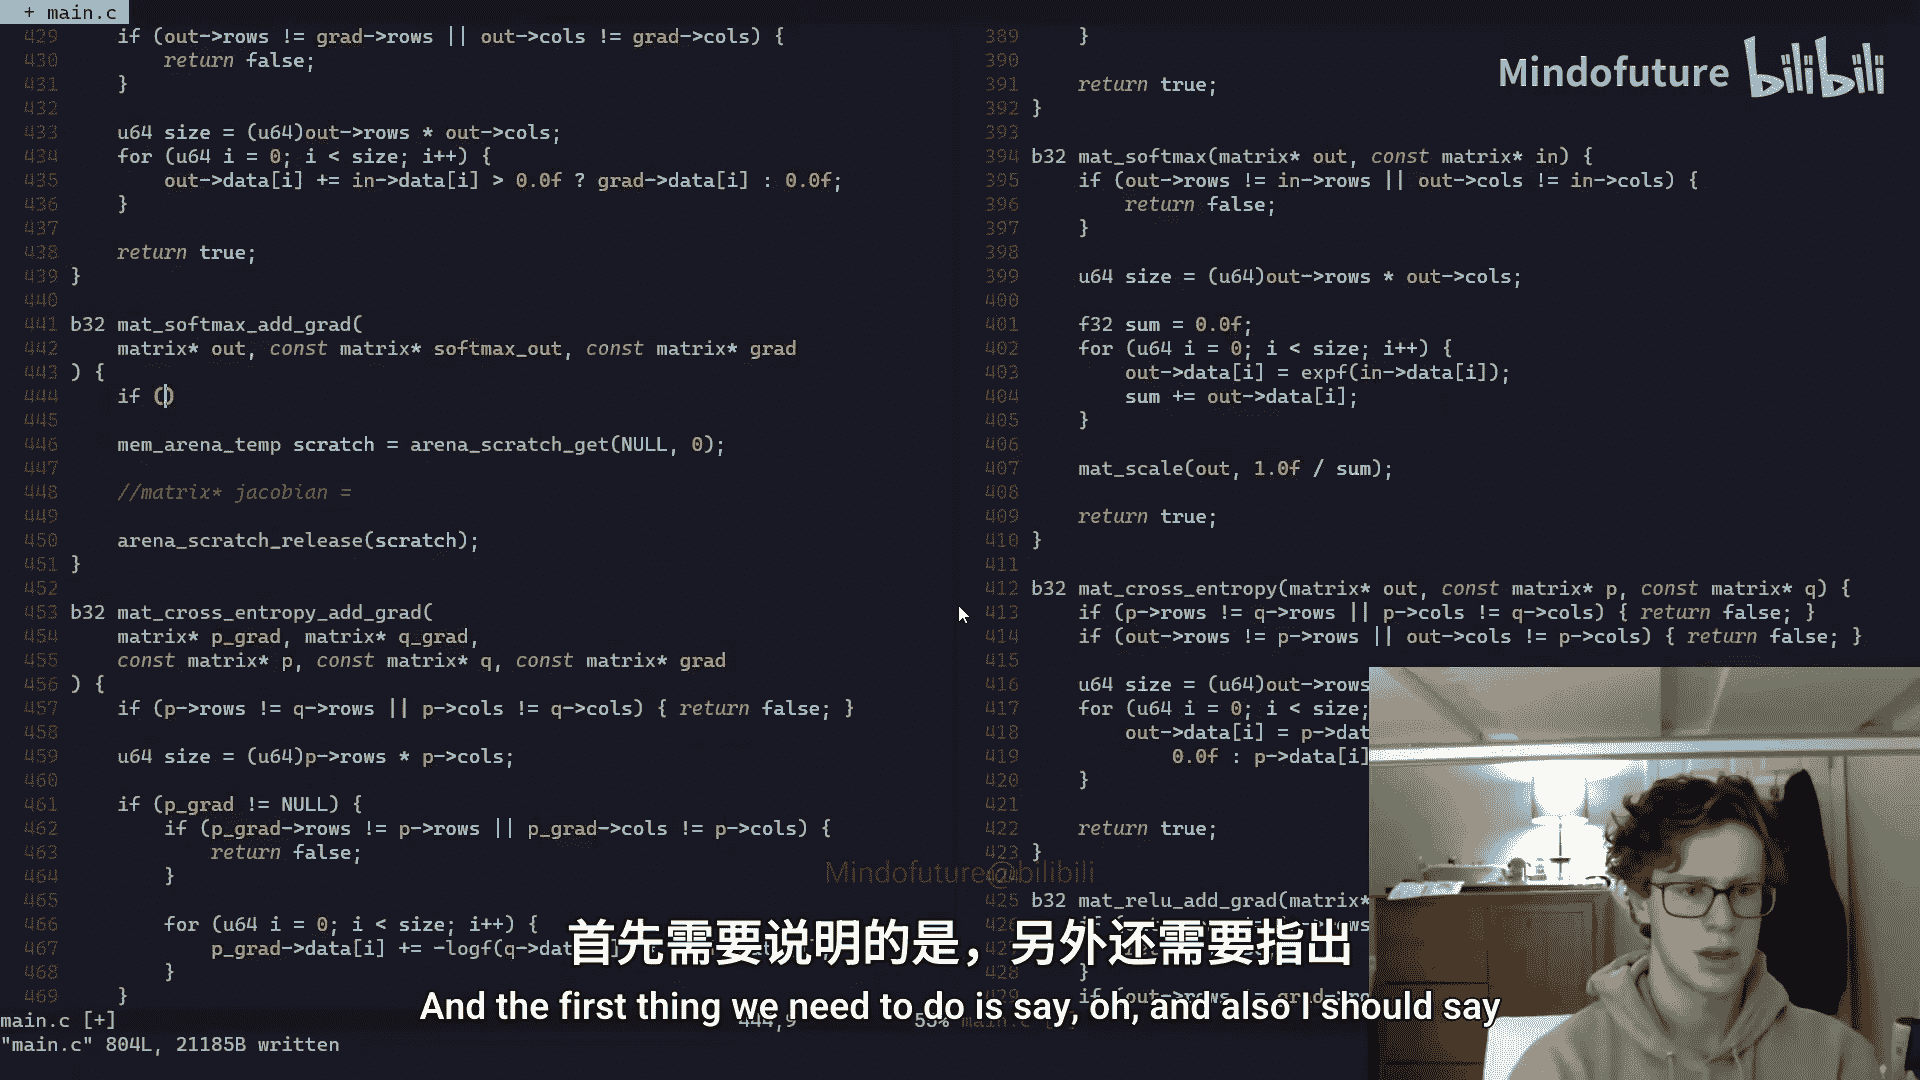 + main.c
429 if (out->rows != grad->rows || out->cols != grad->cols) {
430 return false;
431 }
432
433 u64 size = (u64)out->rows * out->cols;
434 for (u64 i = 0; i < size; i++) {
435 out->data[i] += in->data[i] > 0.0f ? grad->data[i] : 0.0f;
436 }
437
438 return true;
439 }
440
441 b32 mat_softmax_add_grad(
442 matrix* out, const matrix* softmax_out, const matrix* grad
443 ) {
444 if ()
445
446 mem_arena_temp scratch = arena_scratch_get(NULL, 0);
447
448 //matrix* jacobian =
449
450 arena_scratch_release(scratch);
451 }
452
453 b32 mat_cross_entropy_add_grad(
454 matrix* p_grad, matrix* q_grad,
455 const matrix* p, const matrix* q, const matrix* grad
456 ) {
457 if (p->rows != q->rows || p->cols != q->cols) { return false; }
458
459 u64 size = (u64)p->rows * p->cols;
460
461 if (p_grad != NULL) {
462 if (p_grad->rows != p->rows || p_grad->cols != p->cols) {
463 return false;
464 }
465
466 for (u64 i = 0; i < size; i++) {
467 p_grad->data[i] += -logf(q->dat
468 }
469 }
main.c [+] 444,9 55%
"main.c" 804L, 21185B written
389 }
390
391 return true;
392 }
393
394 b32 mat_softmax(matrix* out, const matrix* in) {
395 if (out->rows != in->rows || out->cols != in->cols) {
396 return false;
397 }
398
399 u64 size = (u64)out->rows * out->cols;
400
401 f32 sum = 0.0f;
402 for (u64 i = 0; i < size; i++) {
403 out->data[i] = expf(in->data[i]);
404 sum += out->data[i];
405 }
406
407 mat_scale(out, 1.0f / sum);
408
409 return true;
410 }
411
412 b32 mat_cross_entropy(matrix* out, const matrix* p, const matrix* q) {
413 if (p->rows != q->rows || p->cols != q->cols) { return false; }
414 if (out->rows != p->rows || out->cols != p->cols) { return false; }
415
416 u64 size = (u64)out->rows
417 for (u64 i = 0; i < size;
418 out->data[i] = p->dat
419 0.0f : p->data[i]
420 }
421
422 return true;
423 }
425 b32 mat_relu_add_grad(matrix*
428 }
429 if (out->rows != grad->ro
main.c
Mindofuture bilibili
Mindofuture@bilibili
首先需要说明的是，另外还需要指出
And the first thing we need to do is say, oh, and also I should say